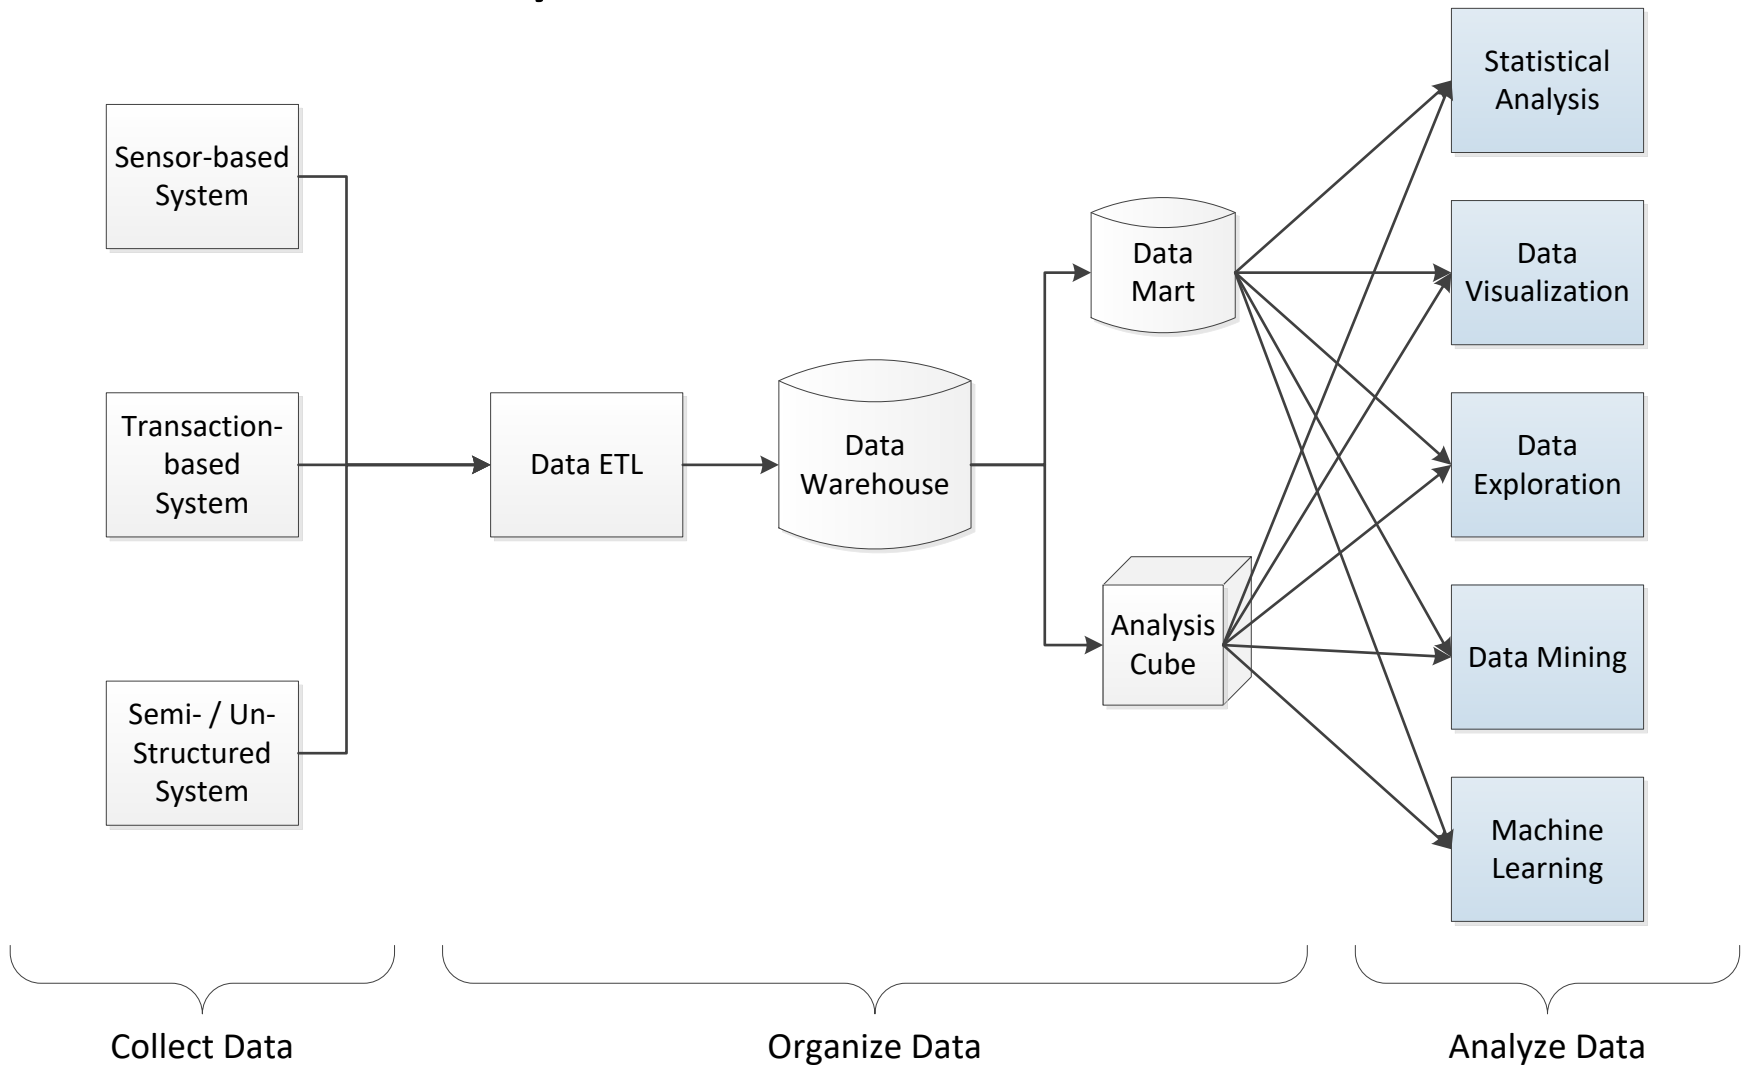 Sensor-based
System
Transaction-
based
System
Semi- / Un-
Structured
System
Data ETL
Data
Warehouse
Data
Mart
Analysis
Cube
Statistical
Analysis
Data
Visualization
Data
Exploration
Data Mining
Machine
Learning
Collect Data
Organize Data
Analyze Data